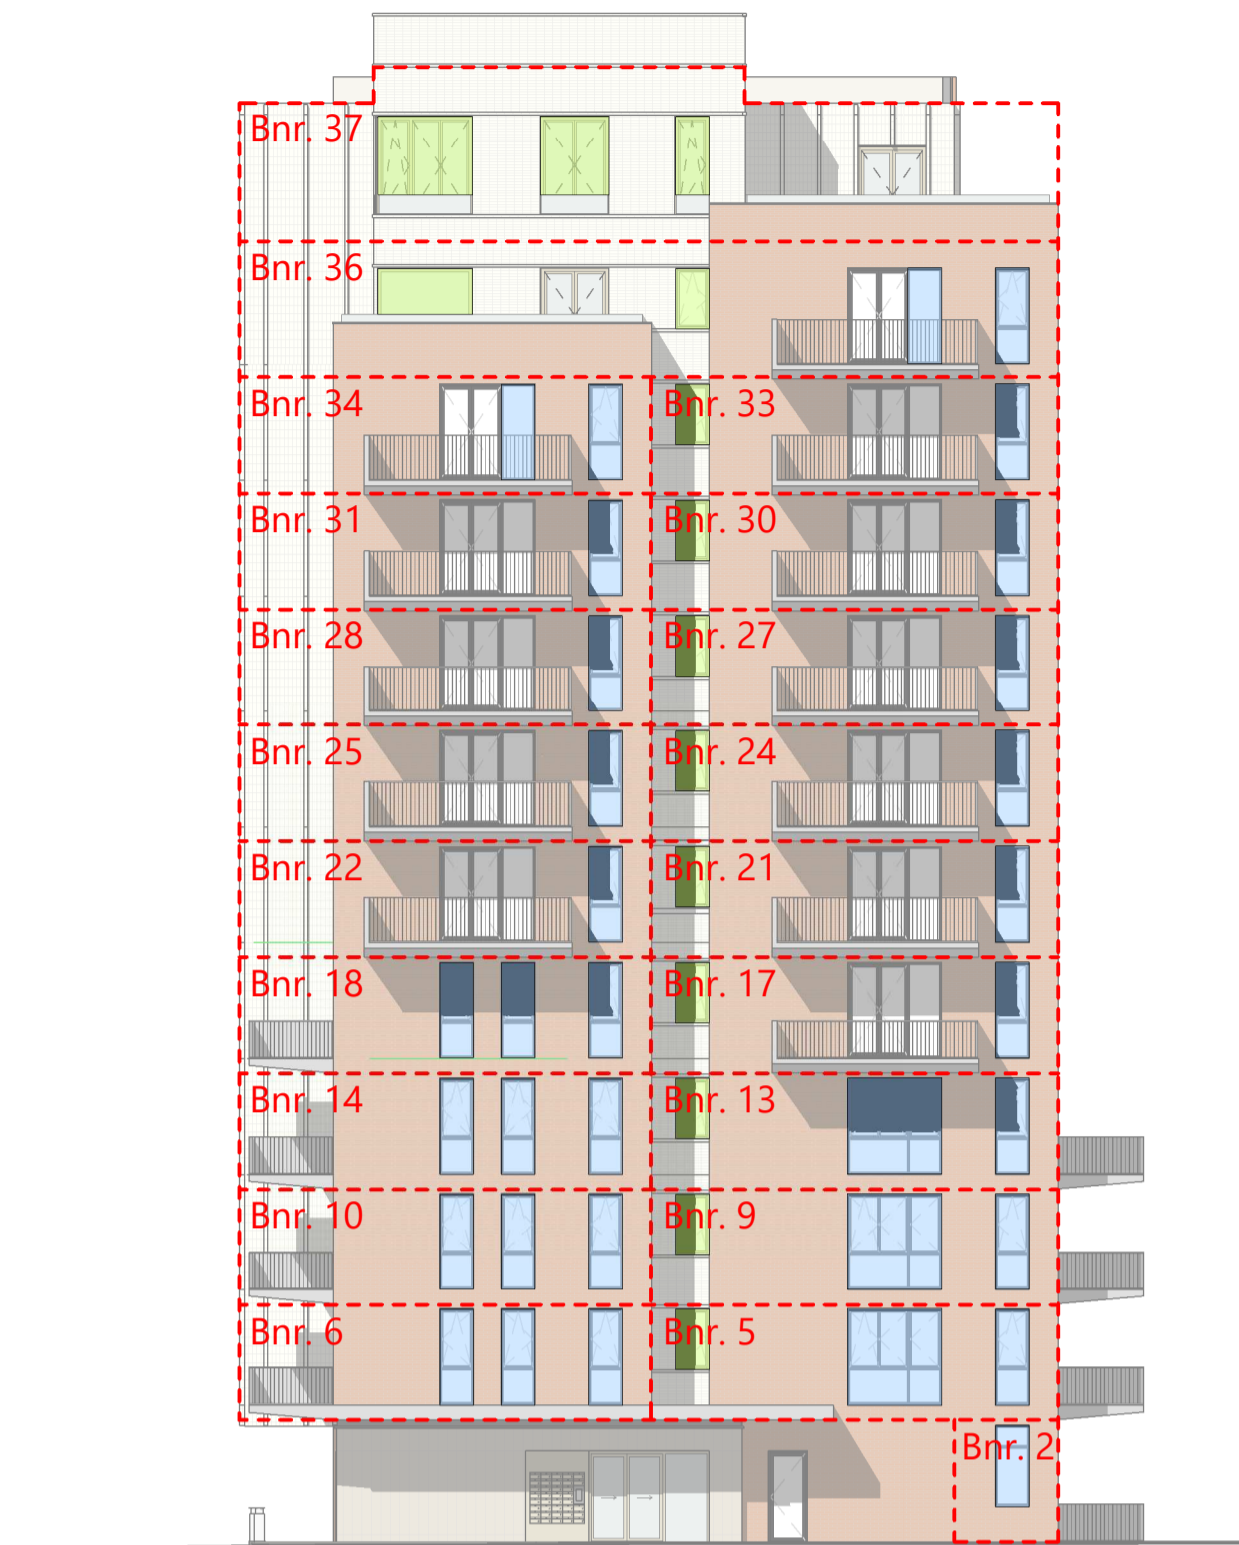 Bnr. 37
Bnr. 36
Bnr. 34
Bnr. 33
Bnr. 31
Bnr. 30
Bnr. 28
Bnr. 27
Bnr. 25
Bnr. 24
Bnr. 22
Bnr. 21
Bnr. 18
Bnr. 17
Bnr. 14
Bnr. 13
Bnr. 10
Bnr. 9
Bnr. 6
Bnr. 5
Bnr. 2